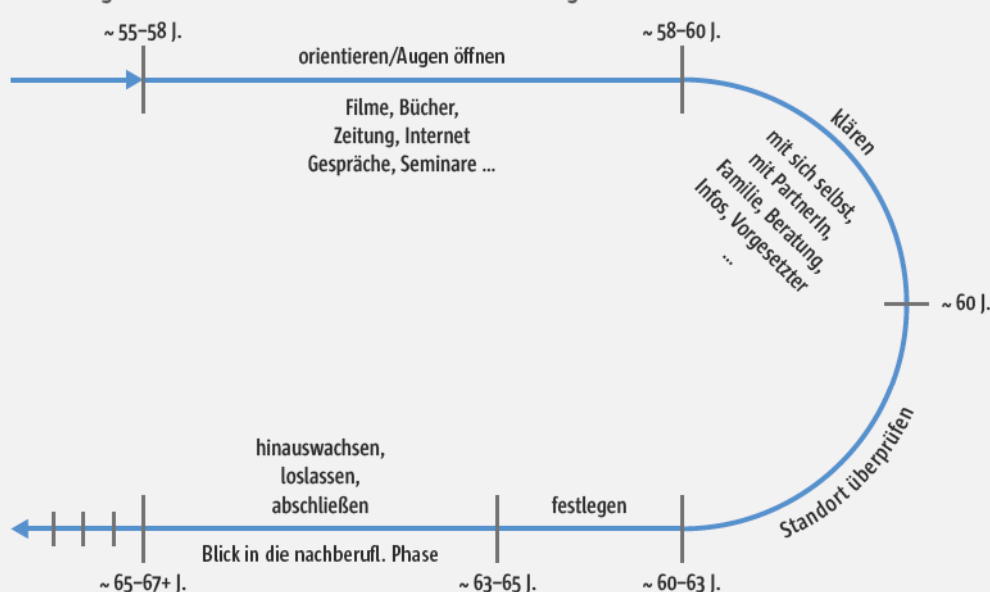 ~ 55–58 J.
~ 58–60 J.
orientieren/Augen öffnen
Filme, Bücher,
Zeitung, Internet
Gespräche, Seminare ...
klären
mit sich selbst,
mit PartnerIn,
Familie, Beratung,
Infos, Vorgesetzter
...
~ 60 J.
Standort überprüfen
hinauswachsen,
loslassen,
abschließen
festlegen
Blick in die nachberufl. Phase
~ 65–67+ J.
~ 63–65 J.
~ 60–63 J.